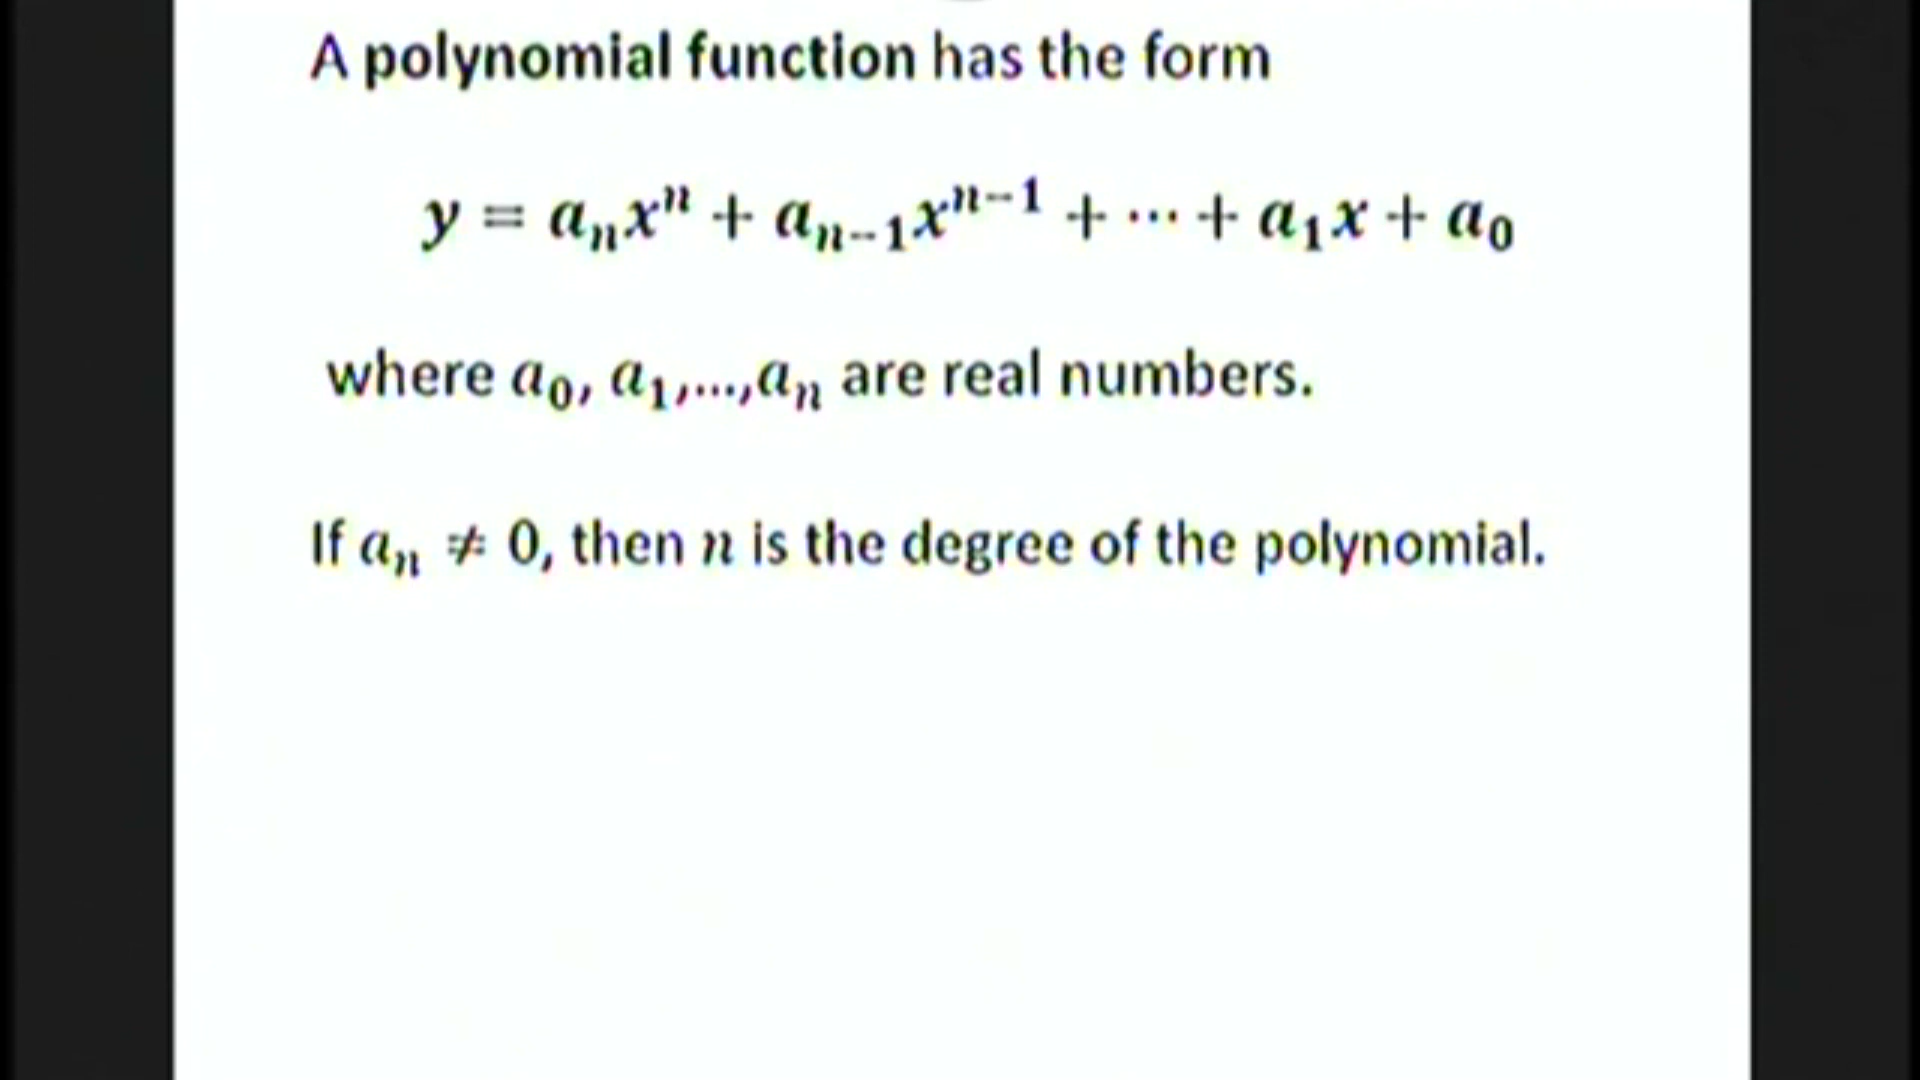 A polynomial function has the form
y = aₙxⁿ + aₙ₋₁xⁿ⁻¹ + ⋯ + a₁x + a₀
where a₀, a₁,...,aₙ are real numbers.
If aₙ ≠ 0, then n is the degree of the polynomial.